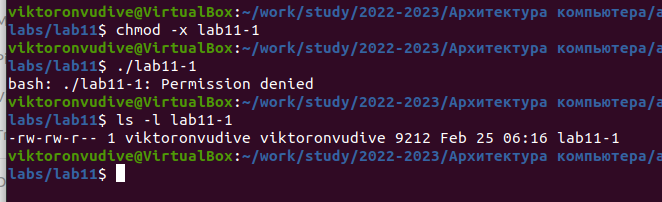 viktoronvudive@VirtualBox:~/work/study/2022-2023/Архитектура компьютера/a
labs/lab11$ chmod -x lab11-1
viktoronvudive@VirtualBox:~/work/study/2022-2023/Архитектура компьютера/a
labs/lab11$ ./lab11-1
bash: ./lab11-1: Permission denied
viktoronvudive@VirtualBox:~/work/study/2022-2023/Архитектура компьютера/a
labs/lab11$ ls -l lab11-1
-rw-rw-r-- 1 viktoronvudive viktoronvudive 9212 Feb 25 06:16 lab11-1
viktoronvudive@VirtualBox:~/work/study/2022-2023/Архитектура компьютера/a
labs/lab11$